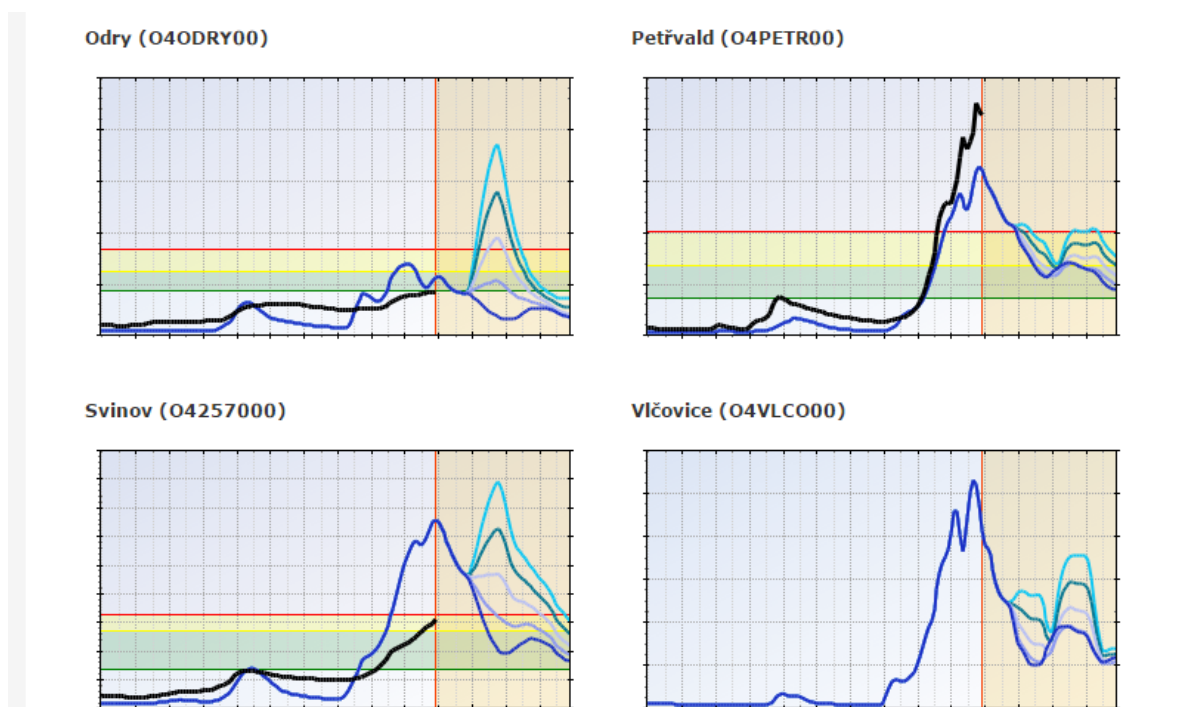 Odry (O4ODRY00)
Petřvald (O4PETR00)
Svinov (O4257000)
Vlčovice (O4VLCO00)